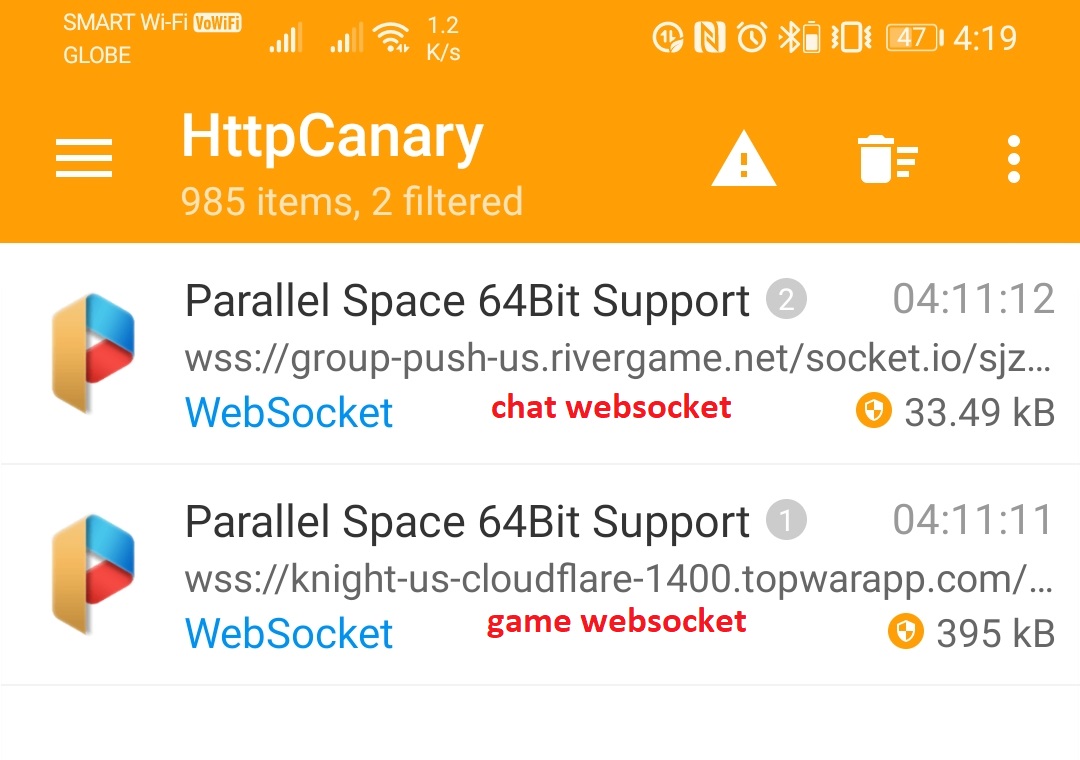 SMART Wi-Fi VoWiFi
GLOBE
1.2
K/s
47 4:19
HttpCanary
985 items, 2 filtered
Parallel Space 64Bit Support 2 04:11:12
wss://group-push-us.rivergame.net/socket.io/sjz...
WebSocket chat websocket 33.49 kB
Parallel Space 64Bit Support 1 04:11:11
wss://knight-us-cloudflare-1400.topwarapp.com/...
WebSocket game websocket 395 kB